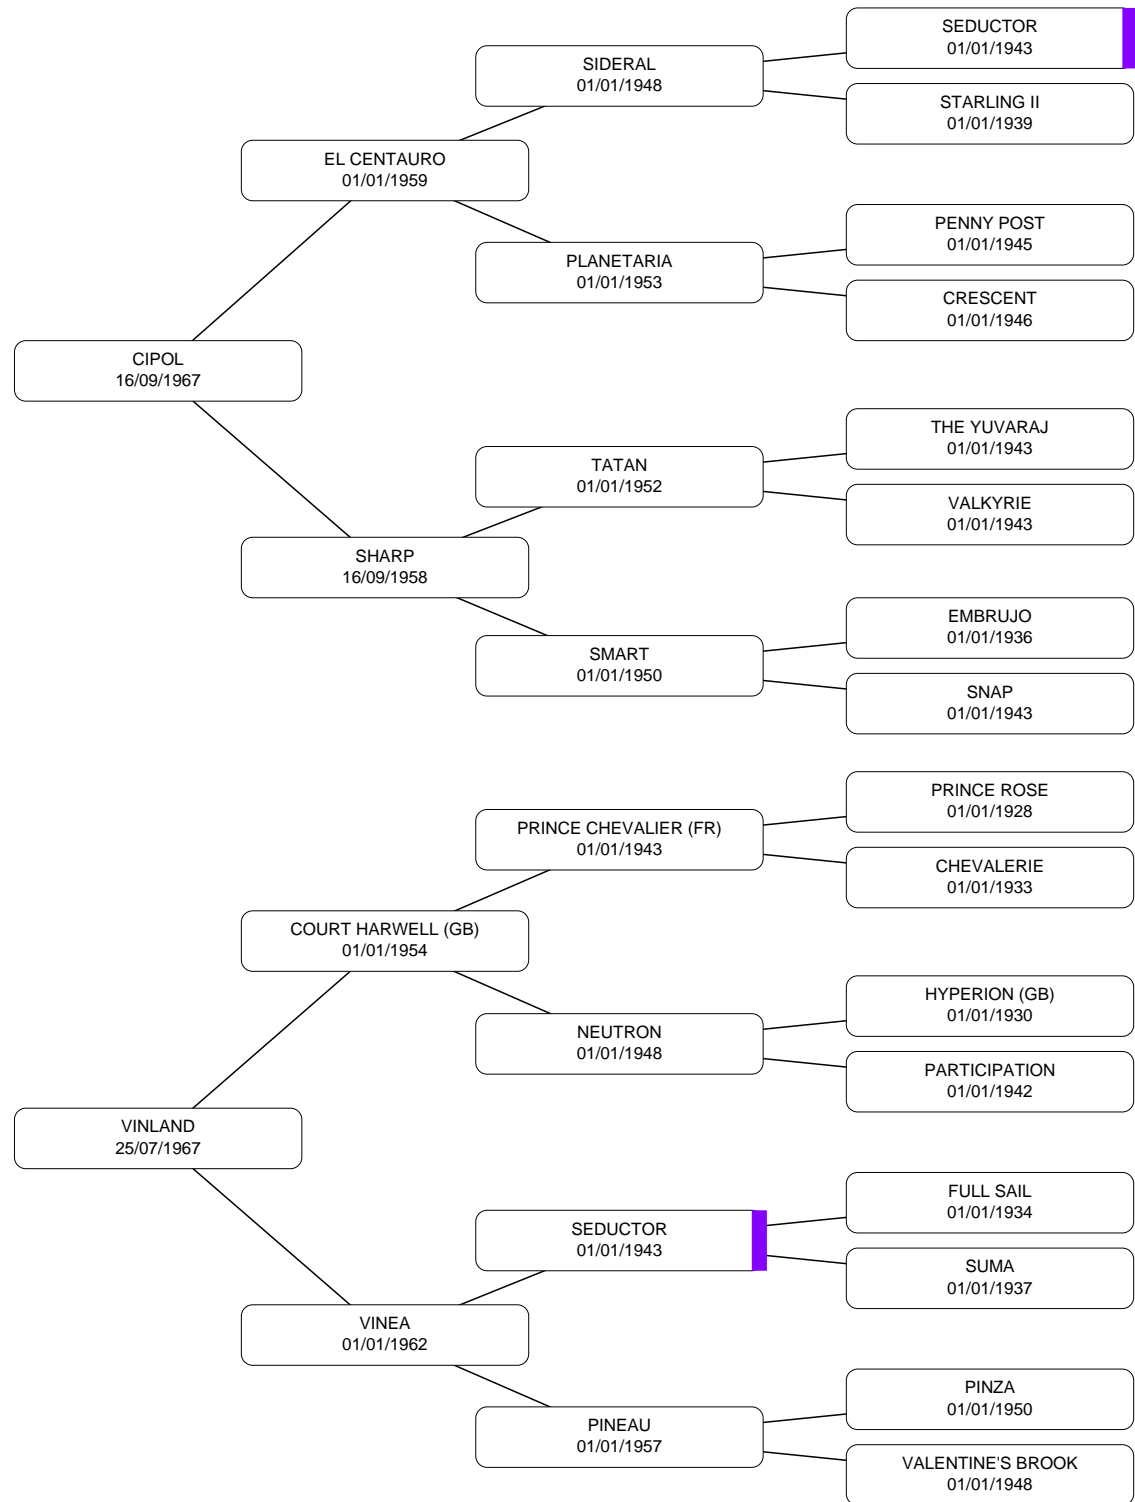 SEDUCTOR
01/01/1943
SIDERAL
01/01/1948
STARLING II
01/01/1939
EL CENTAURO
01/01/1959
PENNY POST
01/01/1945
PLANETARIA
01/01/1953
CRESCENT
01/01/1946
CIPOL
16/09/1967
THE YUVARAJ
01/01/1943
TATAN
01/01/1952
VALKYRIE
01/01/1943
SHARP
16/09/1958
EMBRUJO
01/01/1936
SMART
01/01/1950
SNAP
01/01/1943
PRINCE ROSE
01/01/1928
PRINCE CHEVALIER (FR)
01/01/1943
CHEVALERIE
01/01/1933
COURT HARWELL (GB)
01/01/1954
HYPERION (GB)
01/01/1930
NEUTRON
01/01/1948
PARTICIPATION
01/01/1942
VINLAND
25/07/1967
FULL SAIL
01/01/1934
SEDUCTOR
01/01/1943
SUMA
01/01/1937
VINEA
01/01/1962
PINZA
01/01/1950
PINEAU
01/01/1957
VALENTINE'S BROOK
01/01/1948